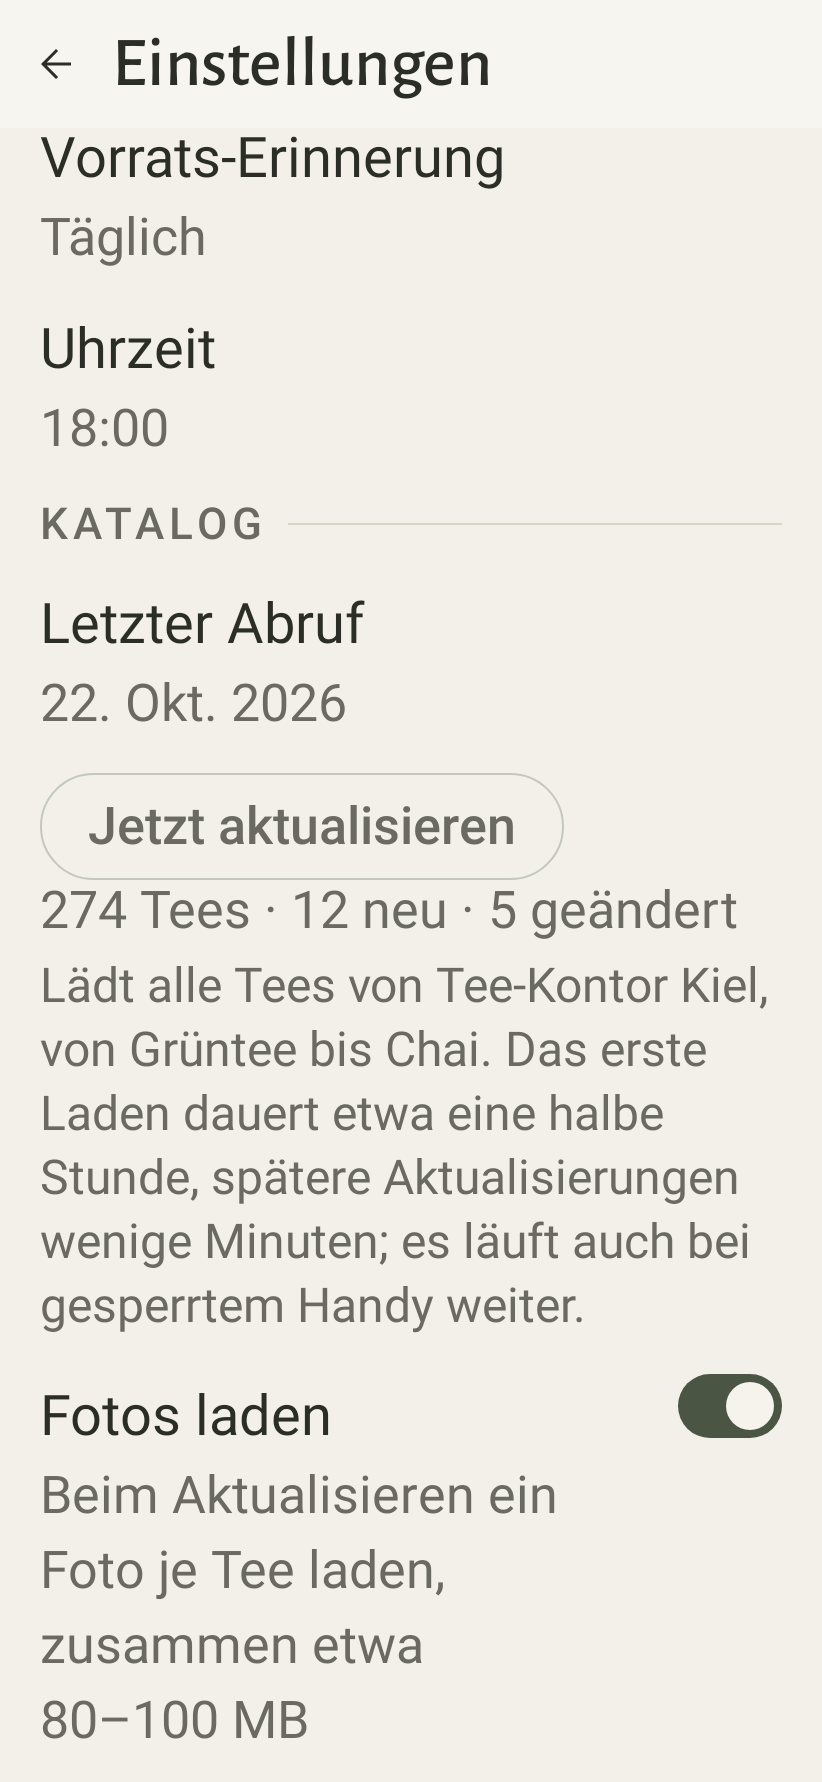 Einstellungen
Vorrats-Erinnerung
Täglich
Uhrzeit
18:00
KATALOG
Letzter Abruf
22. Okt. 2026
Jetzt aktualisieren
274 Tees · 12 neu · 5 geändert
Lädt alle Tees von Tee-Kontor Kiel,
von Grüntee bis Chai. Das erste
Laden dauert etwa eine halbe
Stunde, spätere Aktualisierungen
wenige Minuten; es läuft auch bei
gesperrtem Handy weiter.
Fotos laden
Beim Aktualisieren ein
Foto je Tee laden,
zusammen etwa
80–100 MB